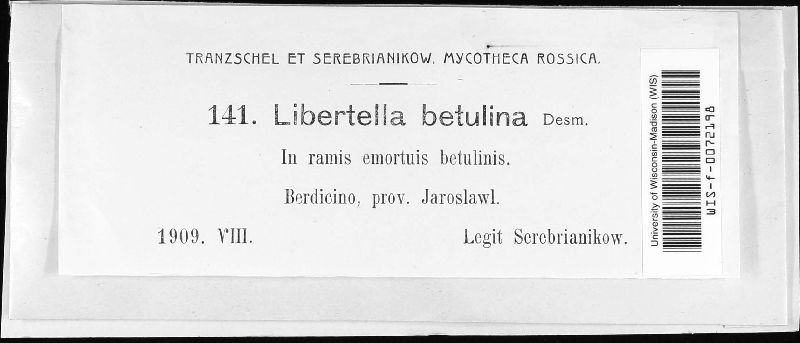 TRANZSCHEL ET SEREBRIANIKOW. MYCOTHECA ROSSICA.
141. Libertella betulina Desm.
In ramis emortuis betulinis.
Berdicino, prov. Jaroslawl.
1909. VIII. Legit Serebrianikow.
University of Wisconsin-Madison (WIS)
WIS-f-0072198